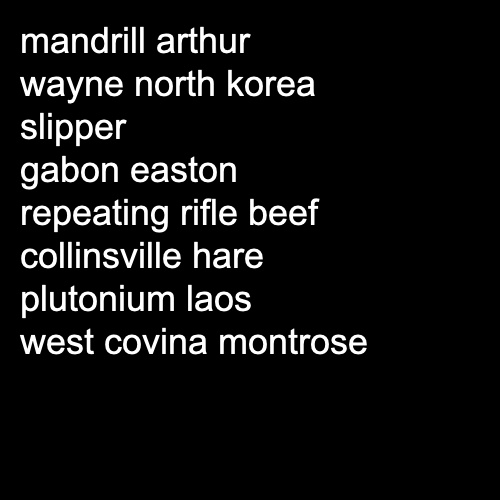 mandrill arthur
wayne north korea
slipper
gabon easton
repeating rifle beef
collinsville hare
plutonium laos
west covina montrose